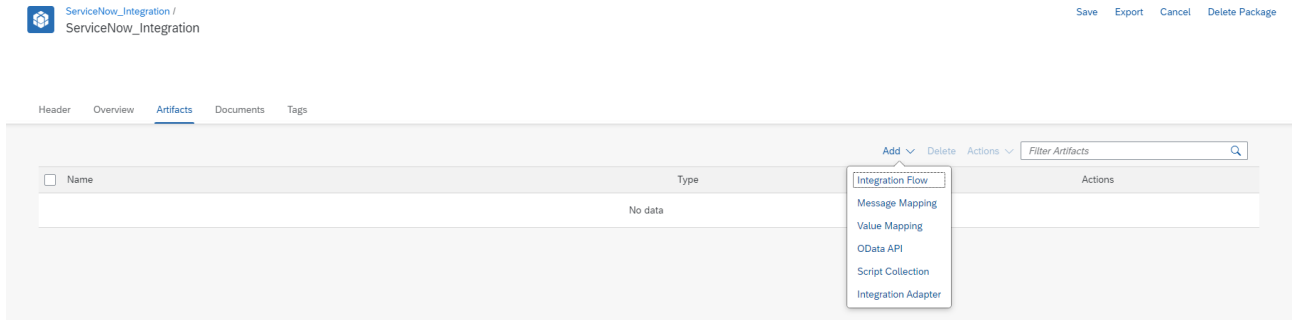 ServiceNow_Integration /
ServiceNow_Integration
Save Export Cancel Delete Package
Header Overview Artifacts Documents Tags
Add Delete Actions Filter Artifacts
Name Type Actions
No data
Integration Flow
Message Mapping
Value Mapping
OData API
Script Collection
Integration Adapter